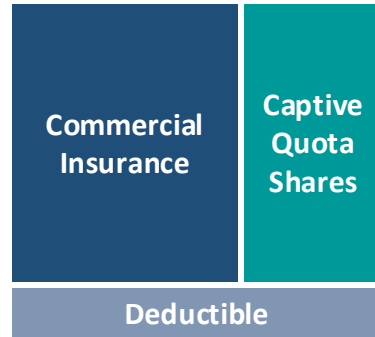 Commercial
Insurance
Captive
Quota
Shares
Deductible